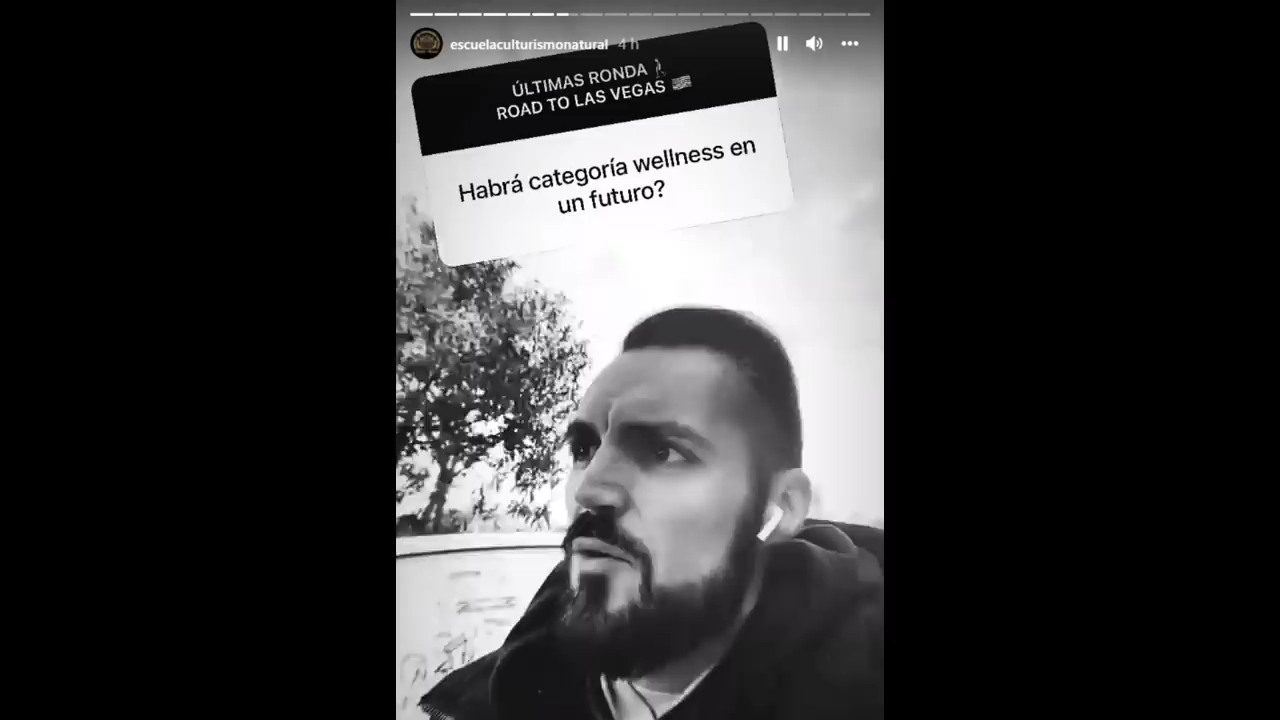 escuelaculturismonatural 4 h
ÚLTIMAS RONDA
ROAD TO LAS VEGAS
Habrá categoría wellness en
un futuro?